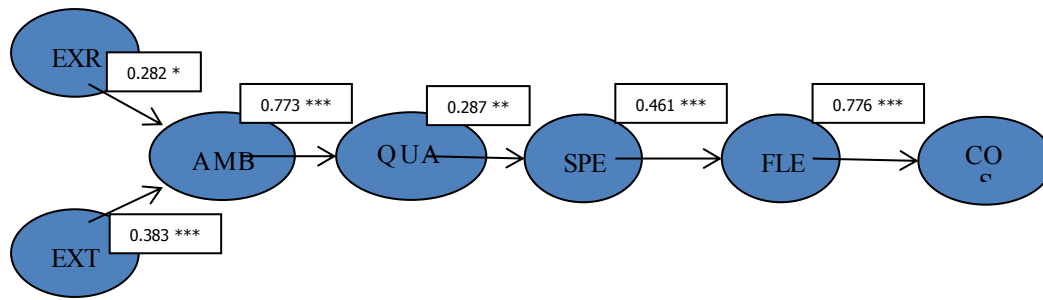 EXR
0.282 *
0.773 ***
0.287 **
0.461 ***
0.776 ***
AMB
QUA
SPE
FLE
CO
S
EXT
0.383 ***